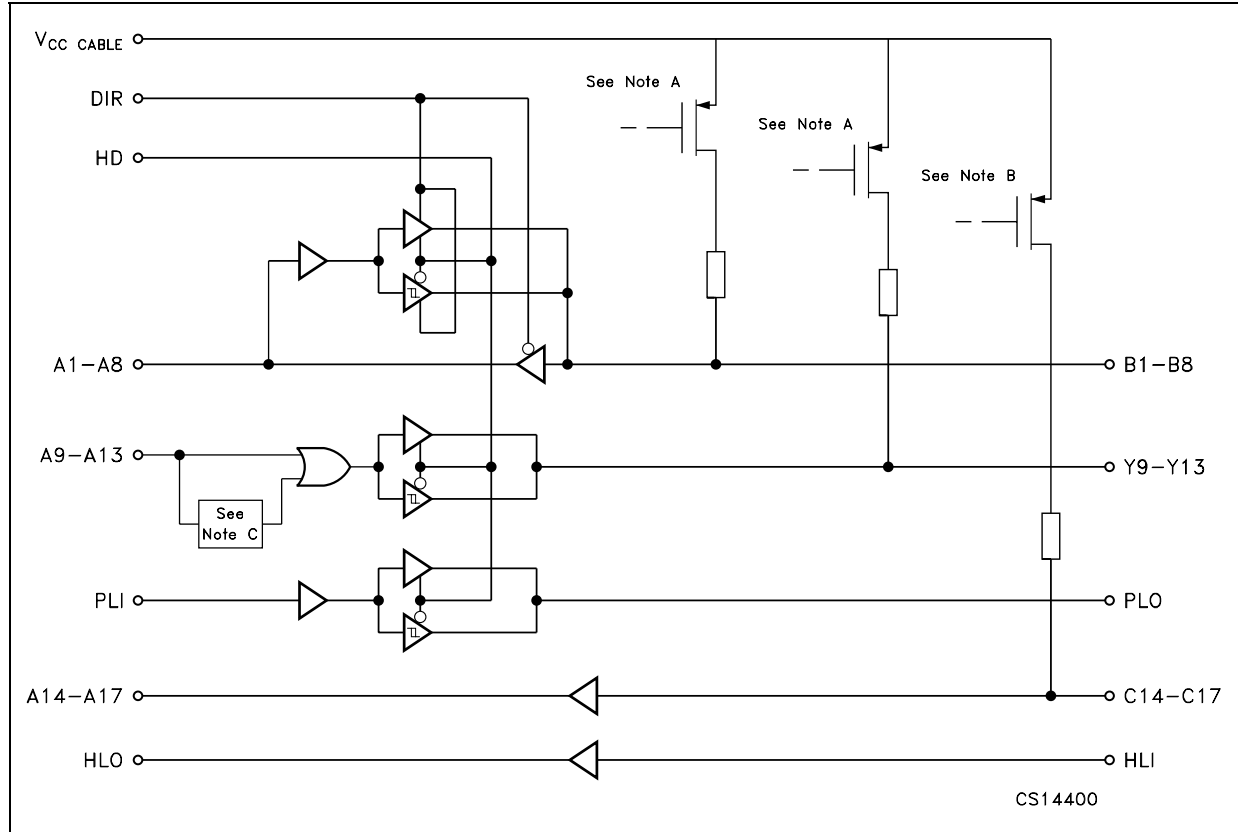 VCC CABLE
DIR
HD
See Note A
See Note A
See Note B
A1-A8
B1-B8
A9-A13
Y9-Y13
See
Note C
PLI
PLO
A14-A17
C14-C17
HLO
HLI
CS14400